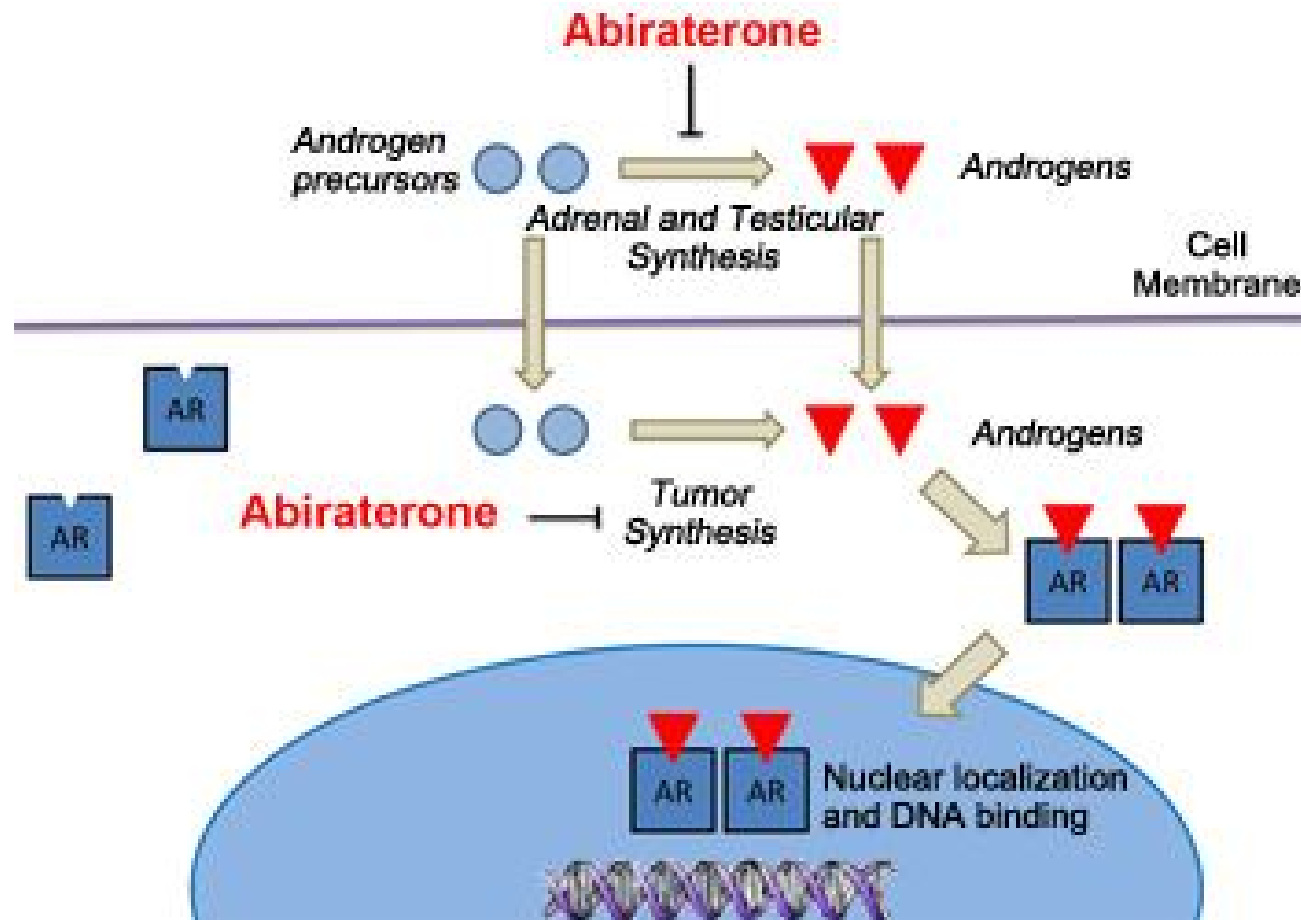 Abiraterone
Androgen
precursors
Androgens
Adrenal and Testicular
Synthesis
Cell
Membrane
AR
Androgens
Abiraterone
Tumor
Synthesis
AR
AR
AR
AR
AR
Nuclear localization
and DNA binding